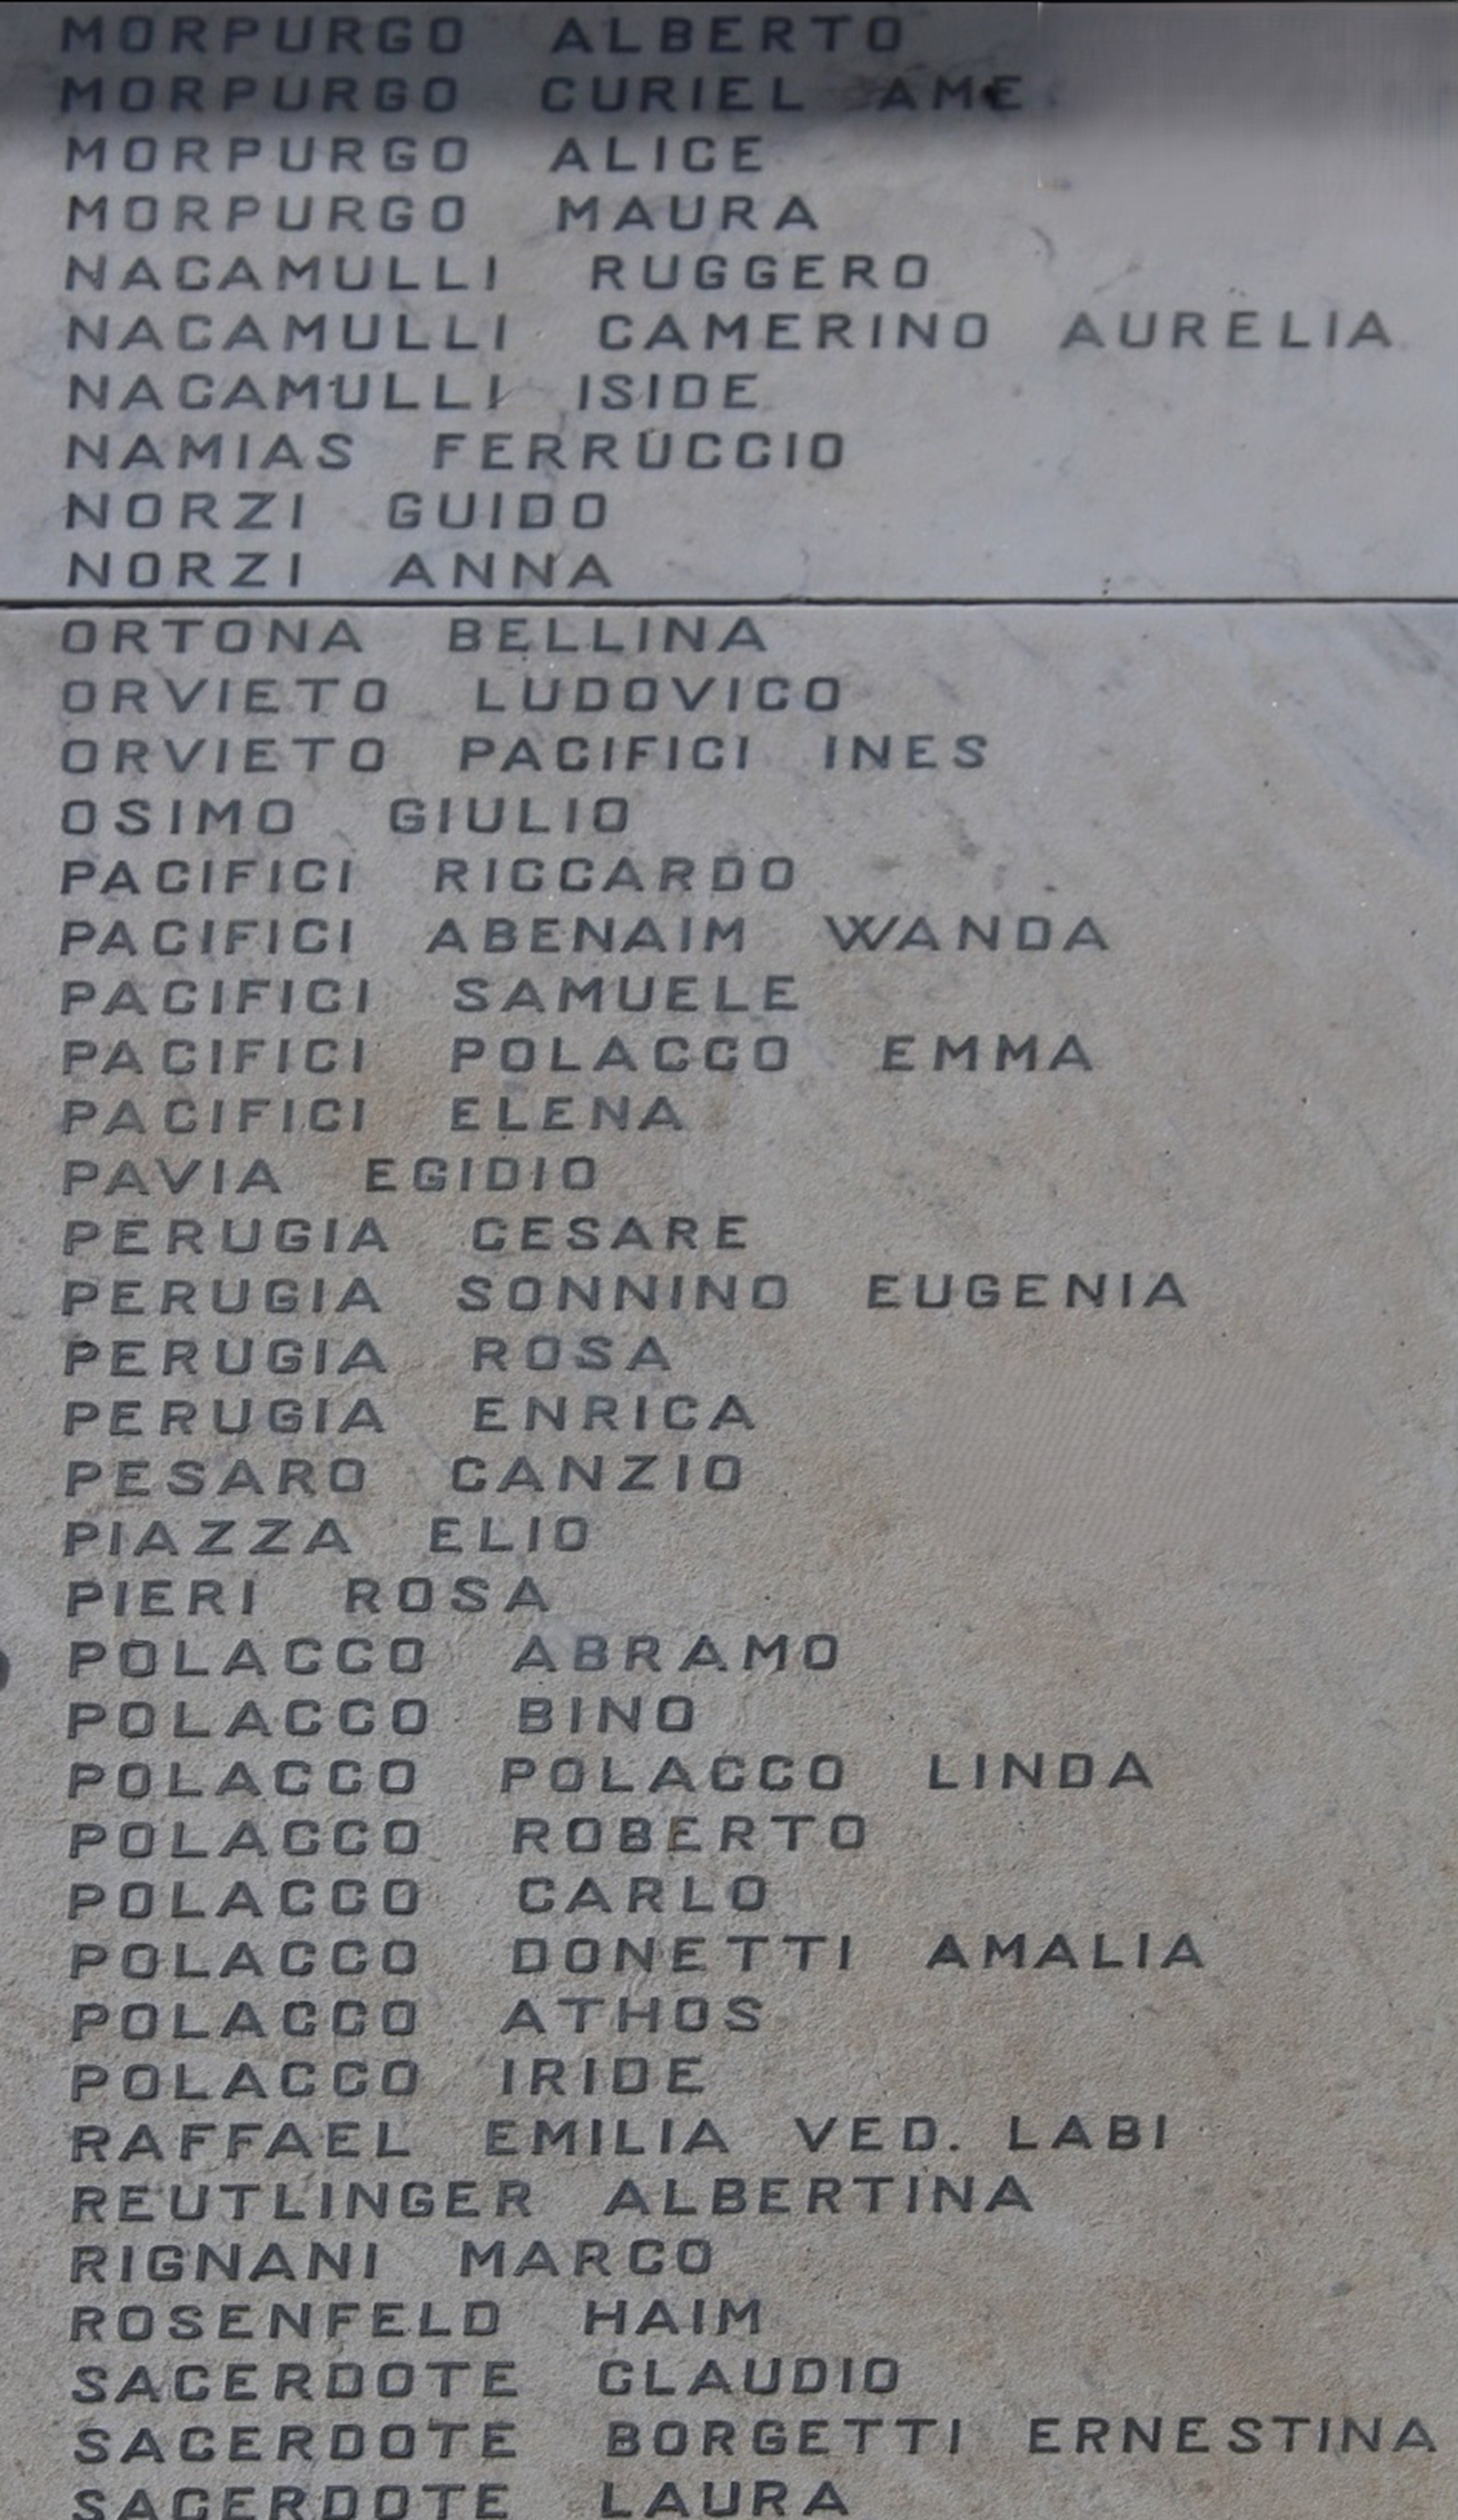 MORPURGO ALBERTO
MORPURGO CURIEL AME
MORPURGO ALICE
MORPURGO MAURA
NACAMULLI RUGGERO
NACAMULLI CAMERINO AURELIA
NACAMULLI ISIDE
NAMIAS FERRUCCIO
NORZI GUIDO
NORZI ANNA
ORTONA BELLINA
ORVIETO LUDOVICO
ORVIETO PACIFICI INES
OSIMO GIULIO
PACIFICI RICCARDO
PACIFICI ABENAIM WANDA
PACIFICI SAMUELE
PACIFICI POLACCO EMMA
PACIFICI ELENA
PAVIA EGIDIO
PERUGIA CESARE
PERUGIA SONNINO EUGENIA
PERUGIA ROSA
PERUGIA ENRICA
PESARO CANZIO
PIAZZA ELIO
PIERI ROSA
POLACCO ABRAMO
POLACCO BINO
POLACCO POLACCO LINDA
POLACCO ROBERTO
POLACCO CARLO
POLACCO DONETTI AMALIA
POLACCO ATHOS
POLACCO IRIDE
RAFFAEL EMILIA VED. LABI
REUTLINGER ALBERTINA
RIGNANI MARCO
ROSENFELD HAIM
SACERDOTE CLAUDIO
SACERDOTE BORGETTI ERNESTINA
SACERDOTE LAURA